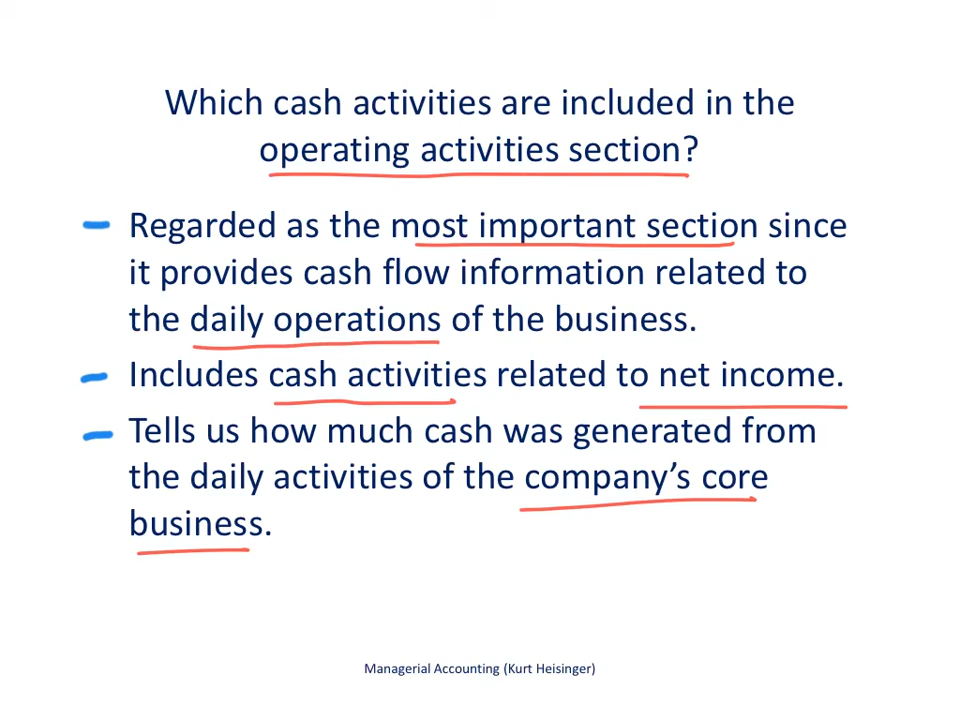 Which cash activities are included in the
operating activities section?
Regarded as the most important section since
it provides cash flow information related to
the daily operations of the business.
Includes cash activities related to net income.
Tells us how much cash was generated from
the daily activities of the company’s core
business.
Managerial Accounting (Kurt Heisinger)